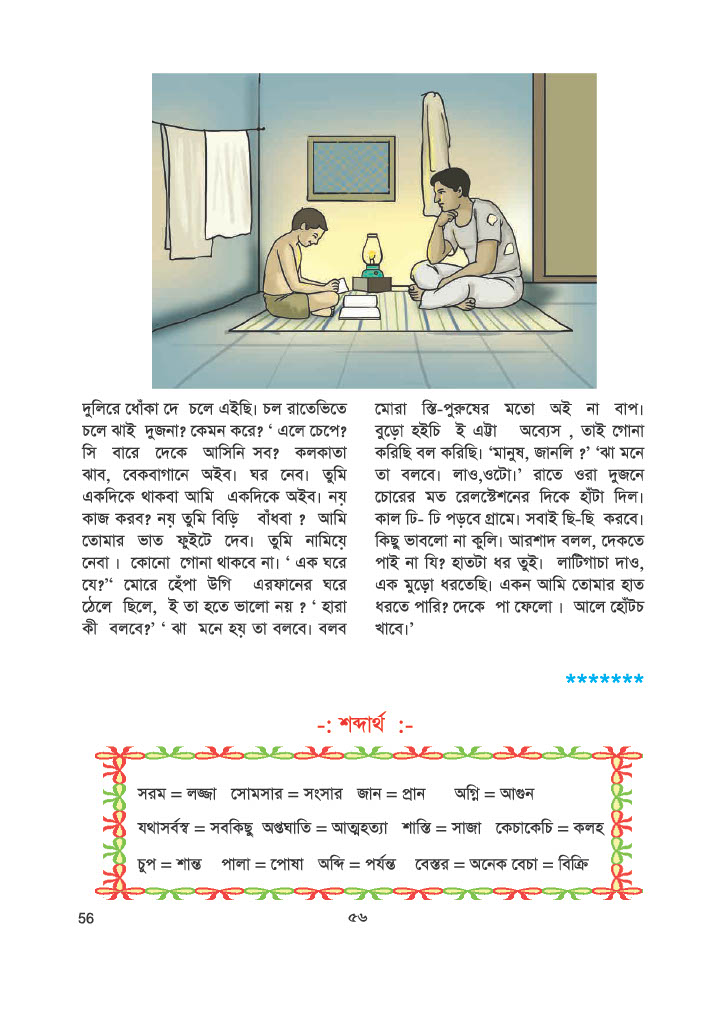 দুলিরে ধোঁকা দে চলে এইছি। চল রাতেভিতে
চলে ঝাই দুজনা? কেমন করে? ‘ এলে চেপে?
সি বারে দেকে আসিনি সব? কলকাতা
ঝাব, বেকবাগানে অইব। ঘর নেব। তুমি
একদিকে থাকবা আমি একদিকে অইব। নয়
কাজ করব? নয় তুমি বিড়ি বাঁধবা ? আমি
তোমার ভাত ফুইটে দেব। তুমি নামিয়ে
নেবা । কোনো গোনা থাকবে না। ‘ এক ঘরে
যে?’‘ মোরে হেঁপা উগি এরফানের ঘরে
ঠেলে ছিলে, ই তা হতে ভালো নয় ? ‘ হারা
কী বলবে?’ ‘ ঝা মনে হয় তা বলবে। বলব
মোরা স্তি-পুরুষের মতো অই না বাপ।
বুড়ো হইচি ই এট্টা অব্যেস , তাই গোনা
করিছি বল করিছি। ‘মানুষ, জানলি ?’ ‘ঝা মনে
তা বলবে। লাও,ওটো।’ রাতে ওরা দুজনে
চোরের মত রেলস্টেশনের দিকে হাঁটা দিল।
কাল ঢি- ঢি পড়বে গ্রামে। সবাই ছি-ছি করবে।
কিছু ভাবলো না কুলি। আরশাদ বলল, দেকতে
পাই না যি? হাতটা ধর তুই। লাটিগাচা দাও,
এক মুড়ো ধরতেছি। একন আমি তোমার হাত
ধরতে পারি? দেকে পা ফেলো । আলে হোঁটচ
খাবে।’
*******
-: শব্দার্থ :-
সরম = লজ্জা সোমসার = সংসার জান = প্রান অগ্নি = আগুন
যথাসর্বস্ব = সবকিছু অপ্তঘাতি = আত্মহত্যা শাস্তি = সাজা কেচাকেচি = কলহ
চুপ = শান্ত পালা = পোষা অব্দি = পর্যন্ত বেস্তর = অনেক বেচা = বিক্রি
56 ৫৬